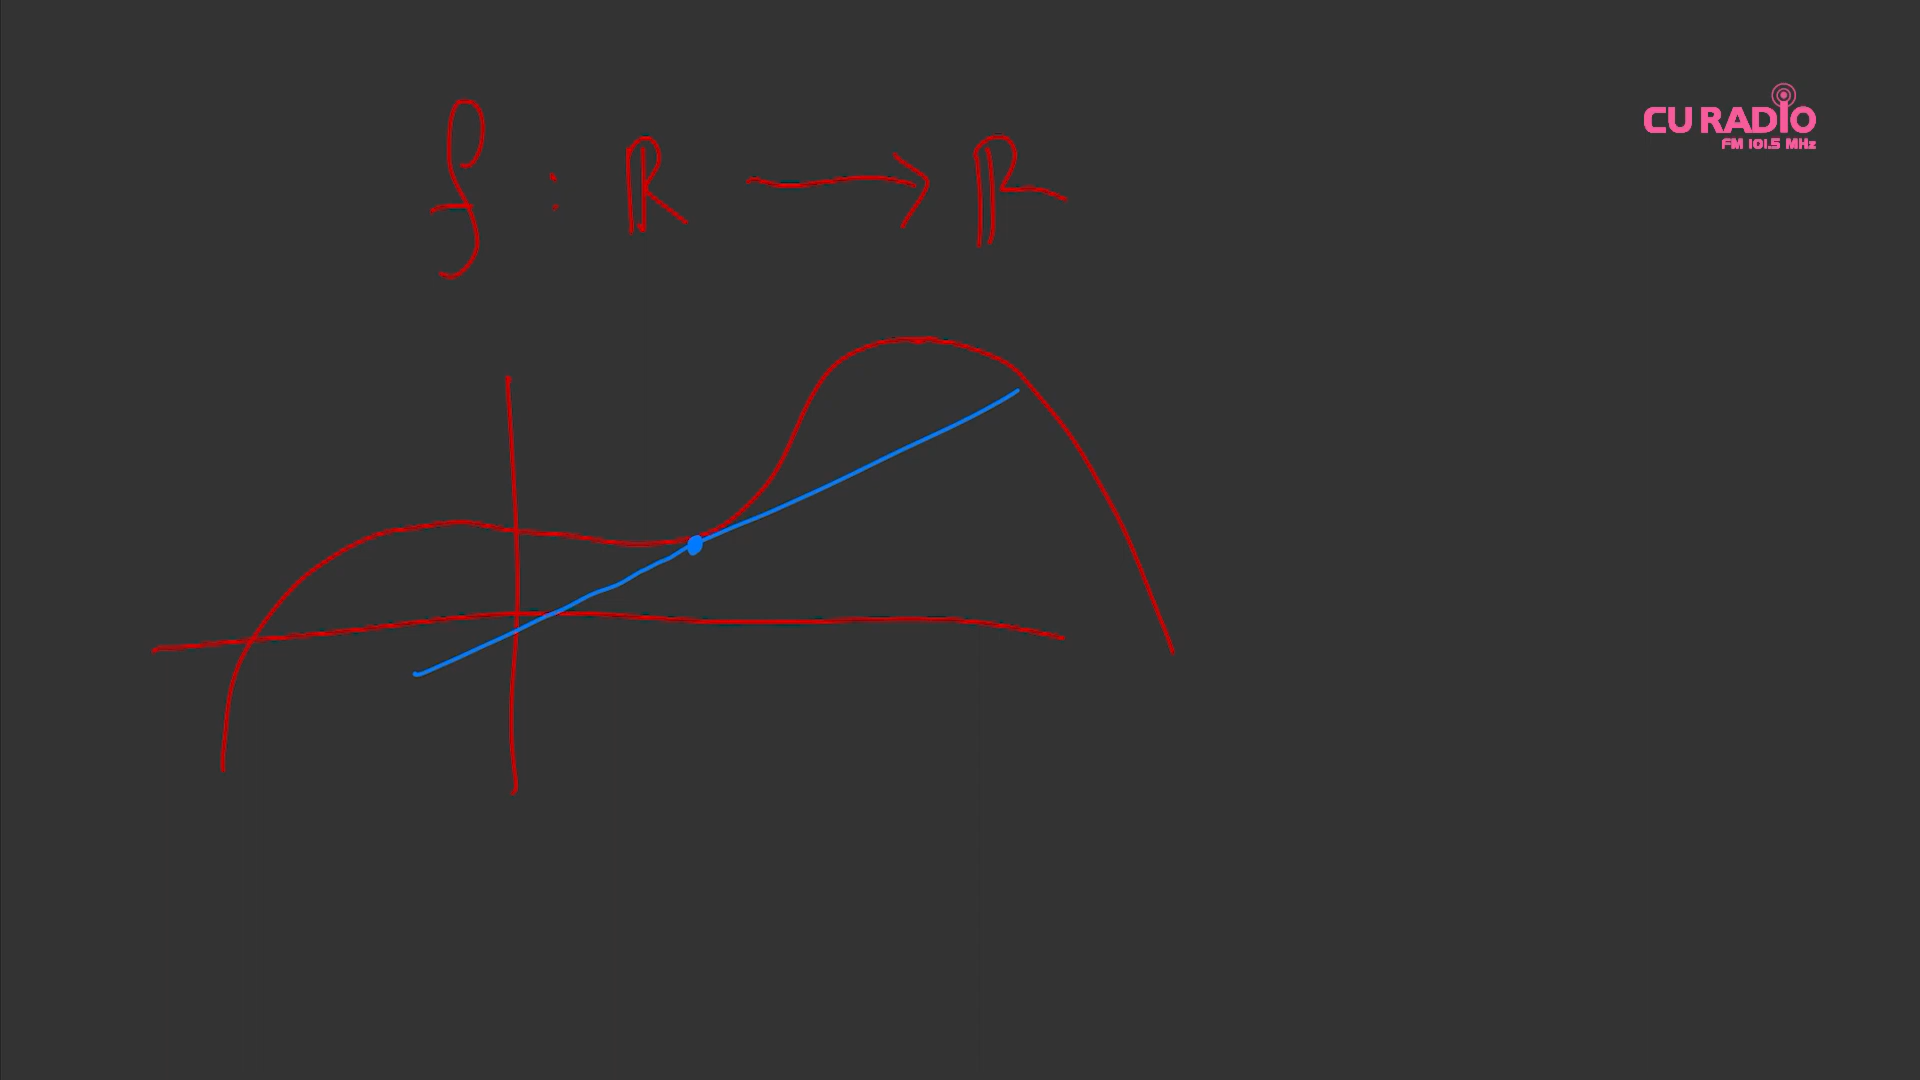 f : ℝ → ℝ
CU RADIO
FM 101.5 MHz